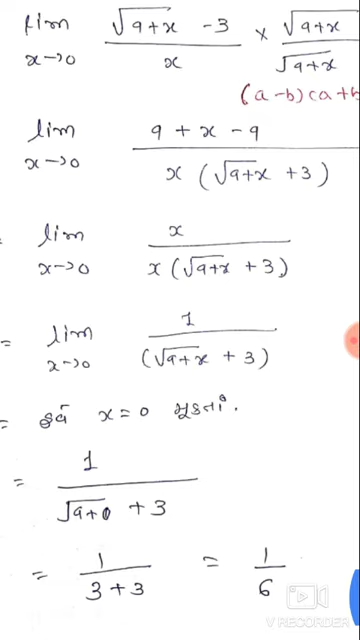 lim x→0 (√9+x - 3)/x × √9+x/√9+x
(a-b)(a+b
lim x→0 (9 + x - 9)/(x (√9+x + 3))
lim x→0 x/(x (√9+x + 3))
= lim x→0 1/((√9+x + 3))
= હવે x = 0 મૂકતાં.
= 1/(√9+0 + 3)
= 1/(3+3) = 1/6
V RECORDER